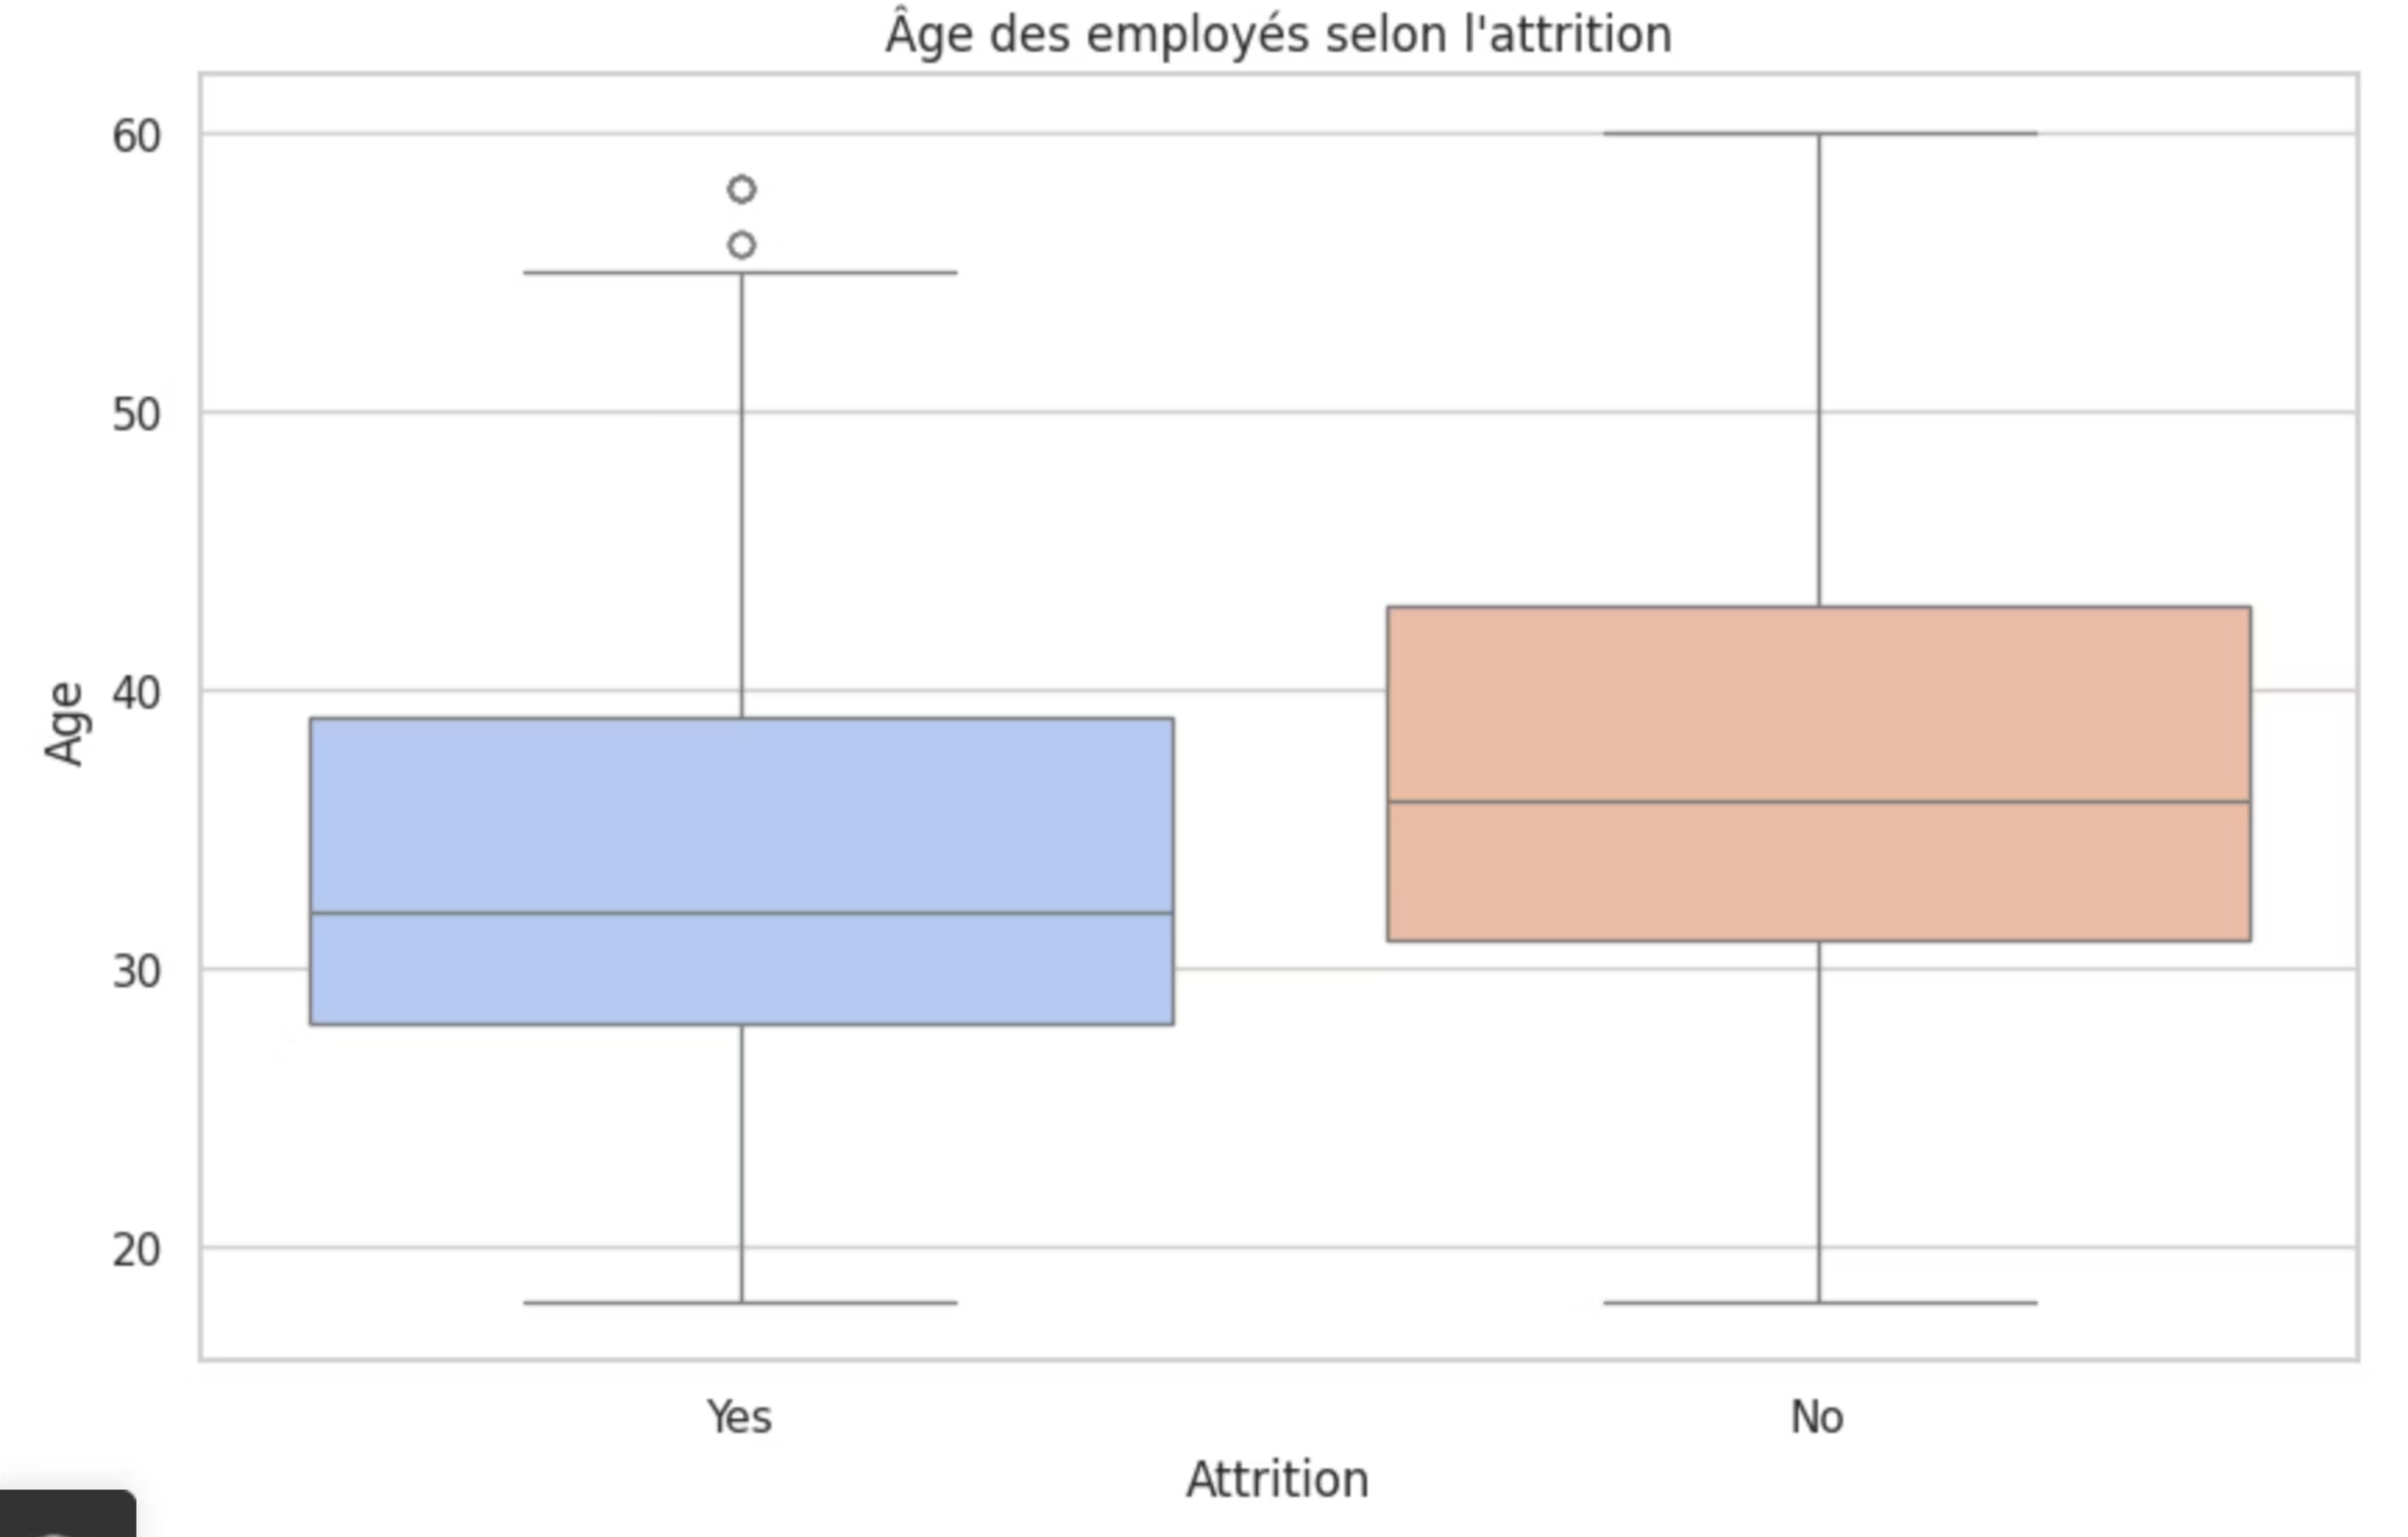 Âge des employés selon l'attrition
60
50
40
30
20
Age
Yes
No
Attrition